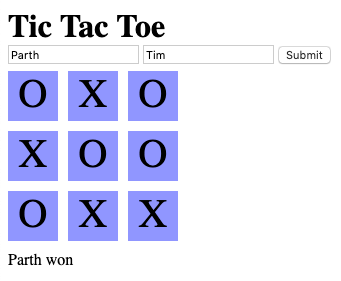 Tic Tac Toe
Parth Tim Submit
O X O
X O O
O X X
Parth won